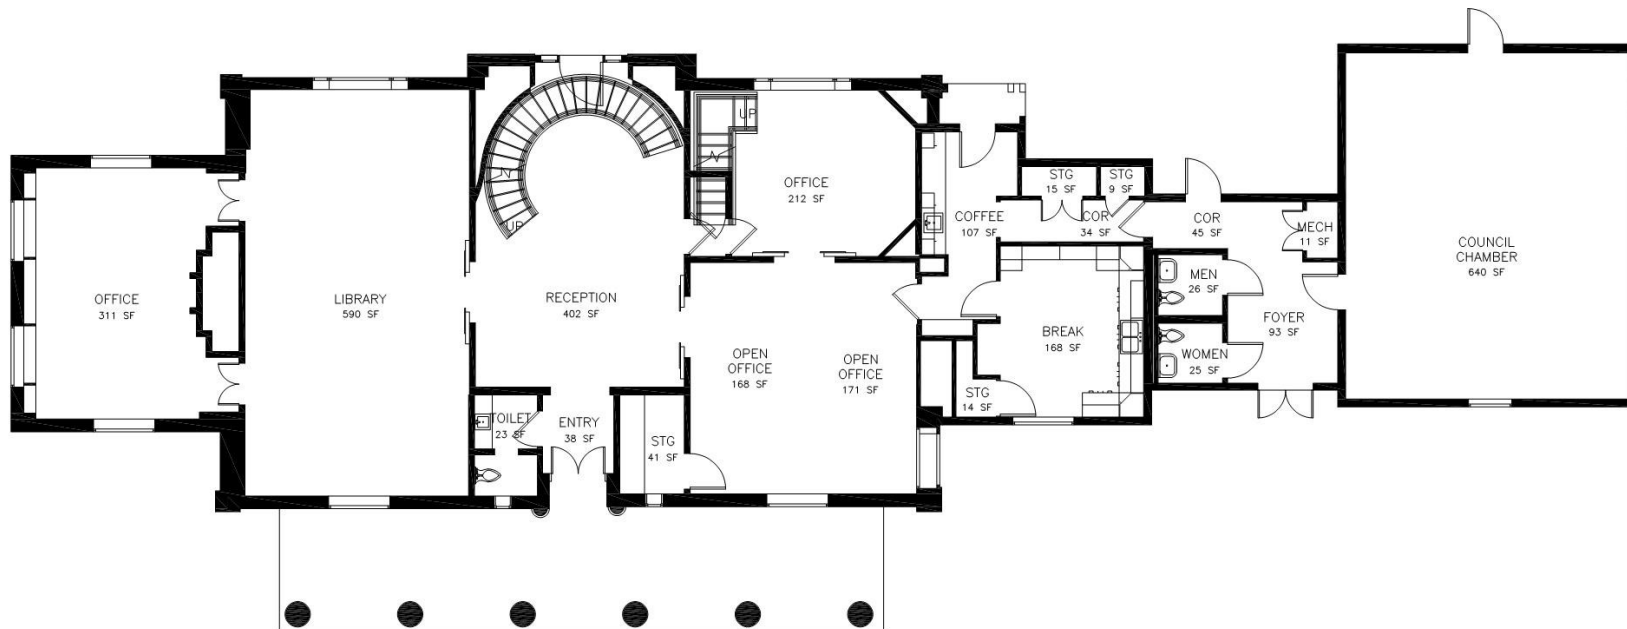 OFFICE
311 SF
LIBRARY
590 SF
UP
RECEPTION
402 SF
TOILET
23 SF
ENTRY
38 SF
STG
41 SF
UP
OFFICE
212 SF
OPEN
OFFICE
168 SF
OPEN
OFFICE
171 SF
COFFEE
107 SF
STG
15 SF
STG
9 SF
COR
34 SF
BREAK
168 SF
STG
14 SF
COR
45 SF
MECH
11 SF
MEN
26 SF
WOMEN
25 SF
FOYER
93 SF
COUNCIL
CHAMBER
640 SF